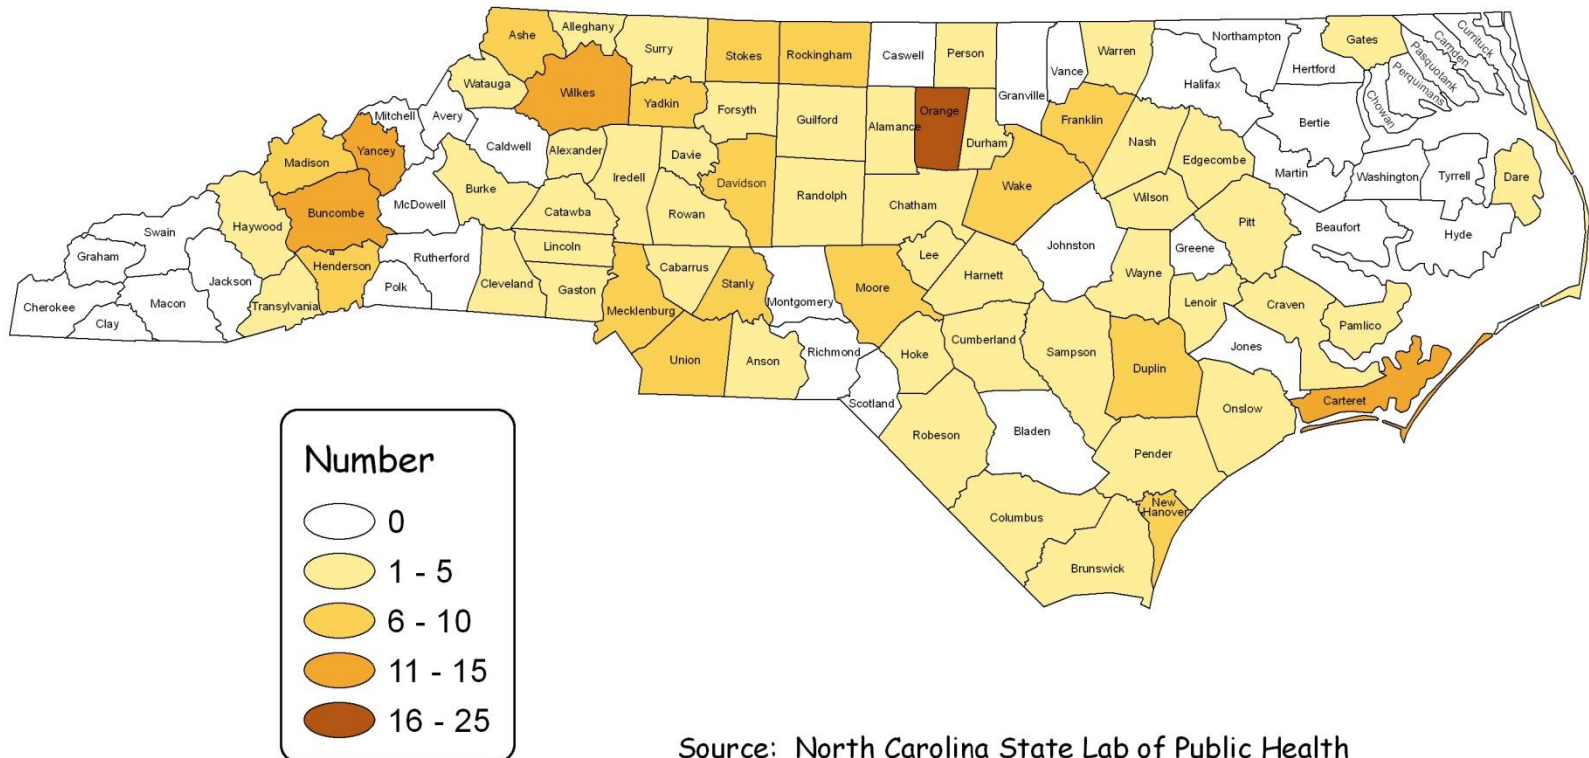 Ashe
Alleghany
Surry
Stokes
Rockingham
Caswell
Person
Granville
Vance
Warren
Northampton
Halifax
Hertford
Gates
Currituck
Camden
Pasquotank
Perquimans
Chowan
Bertie
Watauga
Wilkes
Yadkin
Forsyth
Guilford
Alamance
Orange
Durham
Franklin
Nash
Edgecombe
Martin
Washington
Tyrrell
Dare
Mitchell
Avery
Caldwell
Alexander
Davie
Iredell
Davidson
Randolph
Chatham
Wake
Wilson
Pitt
Beaufort
Hyde
Madison
Yancey
McDowell
Burke
Catawba
Rowan
Buncombe
Haywood
Swain
Graham
Cherokee
Clay
Macon
Jackson
Transylvania
Henderson
Polk
Rutherford
Cleveland
Lincoln
Gaston
Mecklenburg
Cabarrus
Stanly
Montgomery
Moore
Lee
Harnett
Johnston
Wayne
Greene
Lenoir
Craven
Pamlico
Jones
Carteret
Union
Anson
Richmond
Scotland
Hoke
Cumberland
Sampson
Duplin
Onslow
Robeson
Bladen
Pender
Columbus
Brunswick
New
Hanover
Number
0
1 - 5
6 - 10
11 - 15
16 - 25
Source: North Carolina State Lab of Public Health